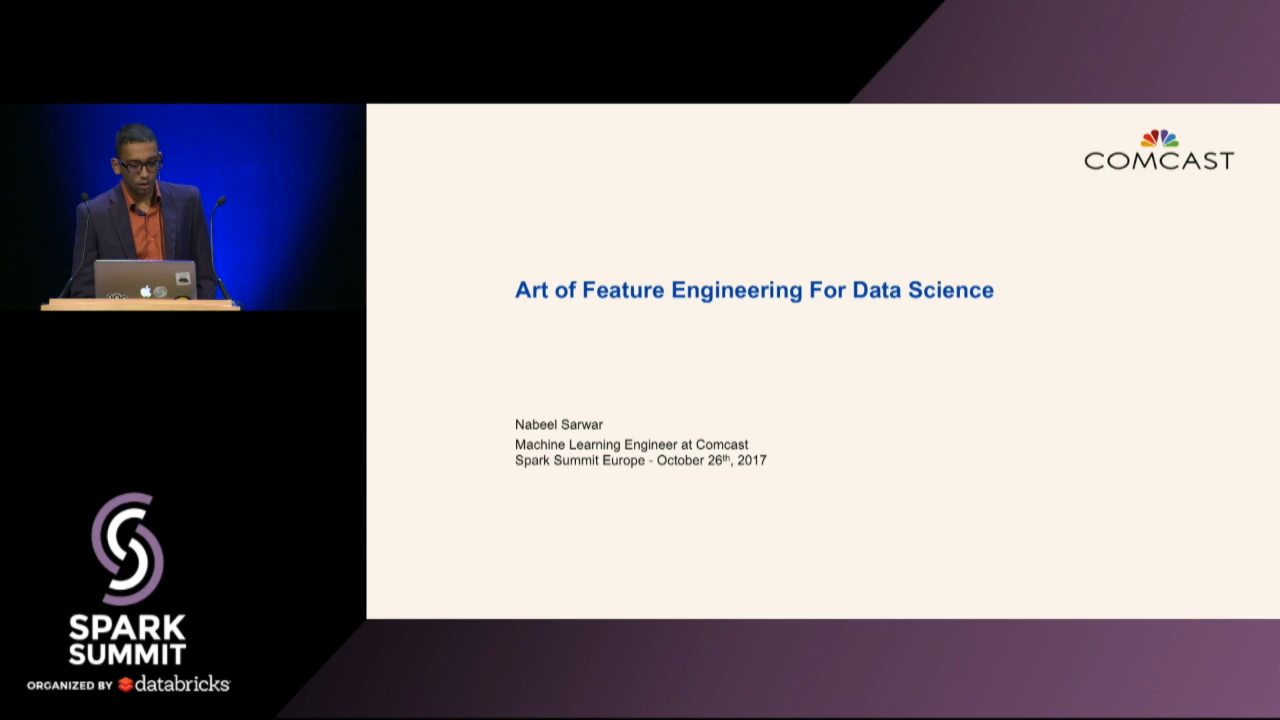 COMCAST
Art of Feature Engineering For Data Science
Nabeel Sarwar
Machine Learning Engineer at Comcast
Spark Summit Europe - October 26th, 2017
SPARK
SUMMIT
ORGANIZED BY databricks